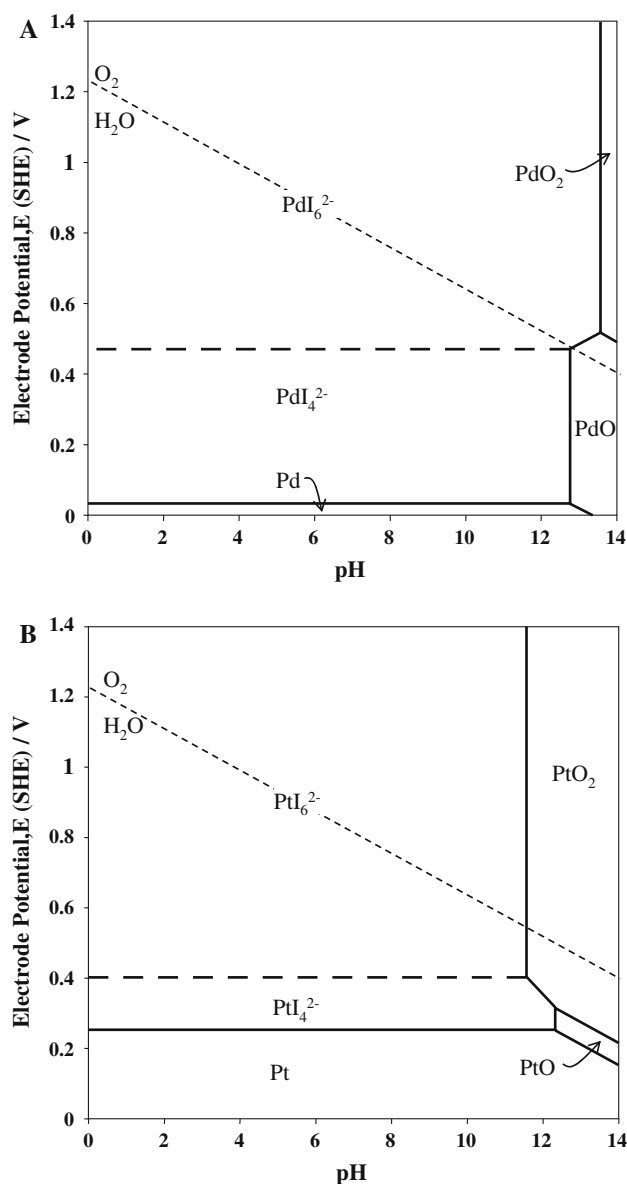 A
1.4
1.2
1
0.8
0.6
0.4
0.2
0
Electrode Potential,E (SHE) / V
O₂
H₂O
PdI₆²⁻
PdO₂
PdI₄²⁻
PdO
Pd
0 2 4 6 8 10 12 14
pH
B
1.4
1.2
1
0.8
0.6
0.4
0.2
0
Electrode Potential,E (SHE) / V
O₂
H₂O
PtI₆²⁻
PtO₂
PtI₄²⁻
PtO
Pt
0 2 4 6 8 10 12 14
pH